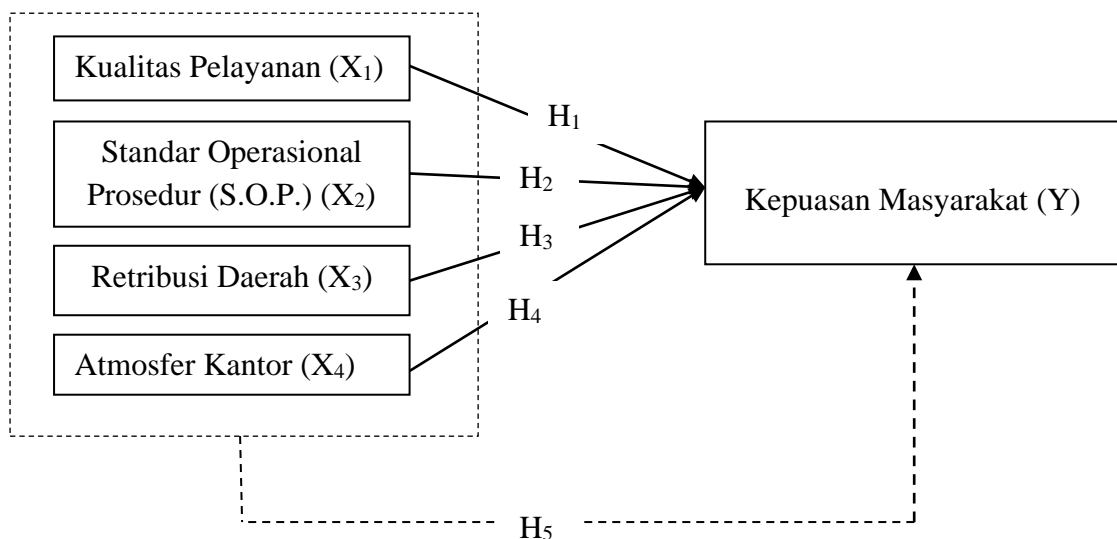 Kualitas Pelayanan (X₁)
Standar Operasional
Prosedur (S.O.P.) (X₂)
Retribusi Daerah (X₃)
Atmosfer Kantor (X₄)
H₁
H₂
H₃
H₄
Kepuasan Masyarakat (Y)
H₅